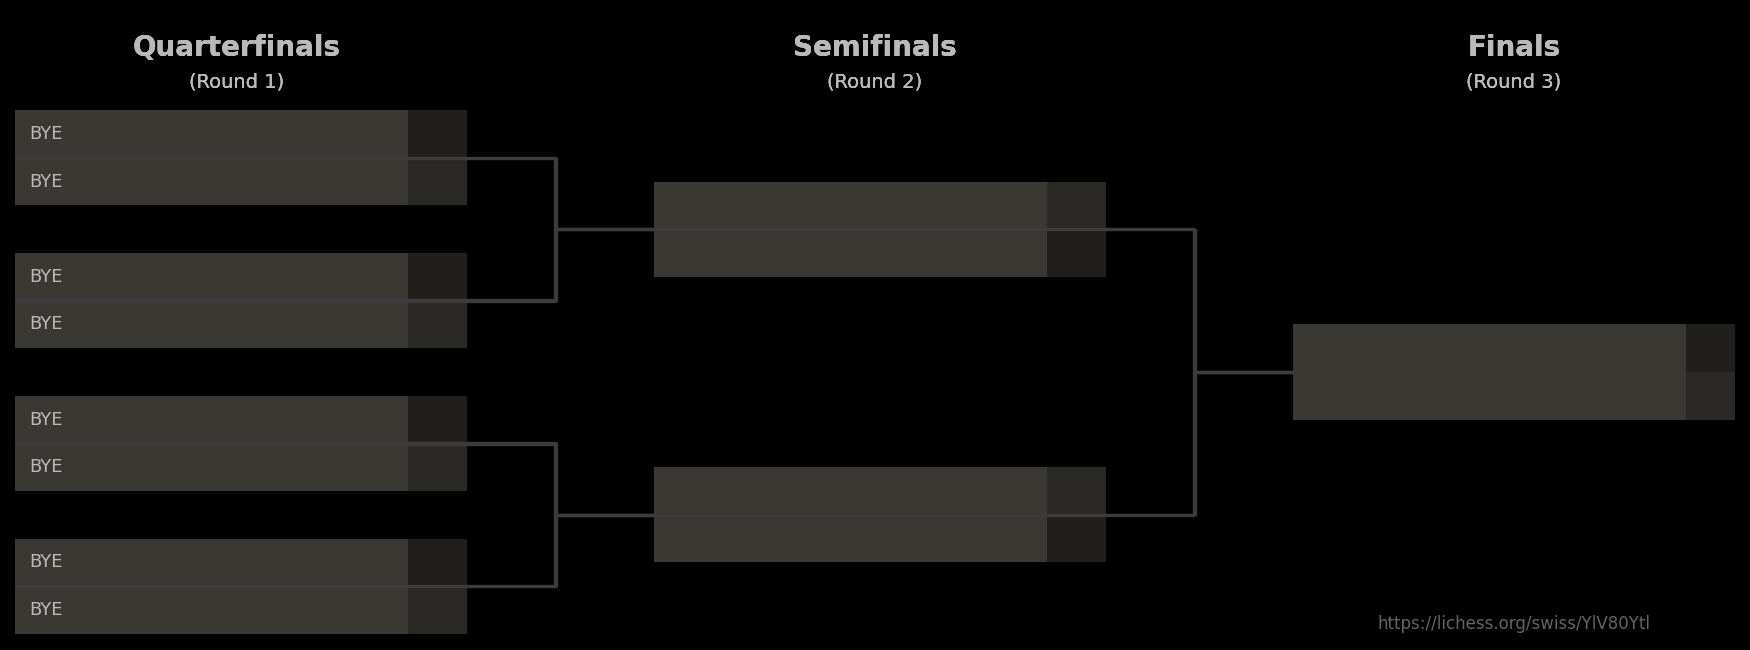 Quarterfinals
(Round 1)
Semifinals
(Round 2)
Finals
(Round 3)
BYE
BYE
BYE
BYE
BYE
BYE
BYE
BYE
https://lichess.org/swiss/YlV80Ytl